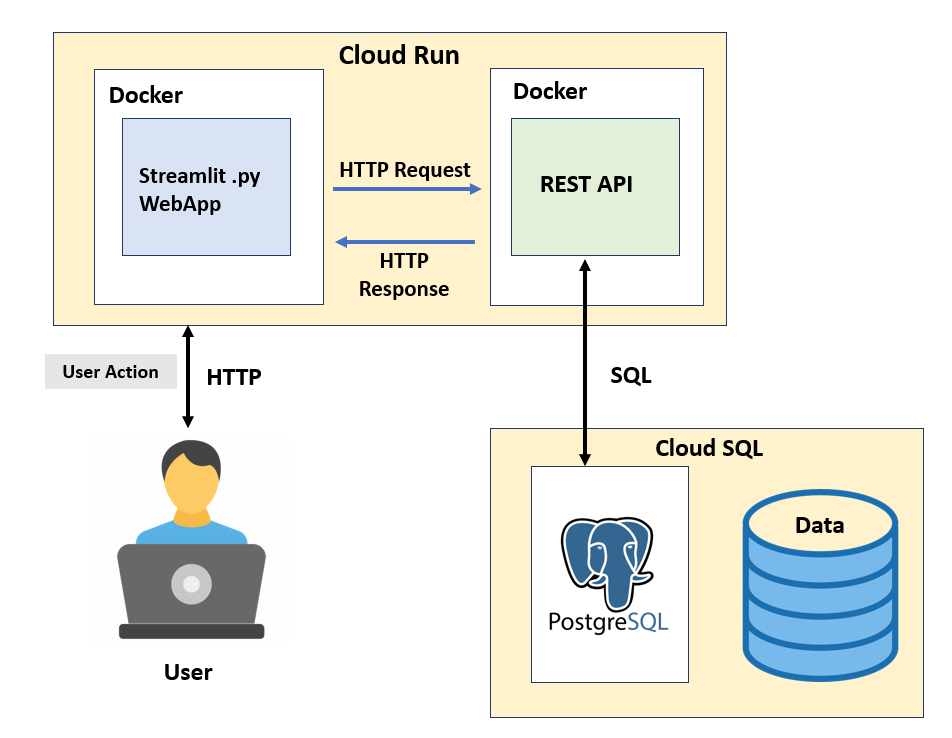 Cloud Run
Docker
Streamlit .py
WebApp
HTTP Request
HTTP
Response
Docker
REST API
User Action
HTTP
SQL
User
Cloud SQL
PostgreSQL
Data